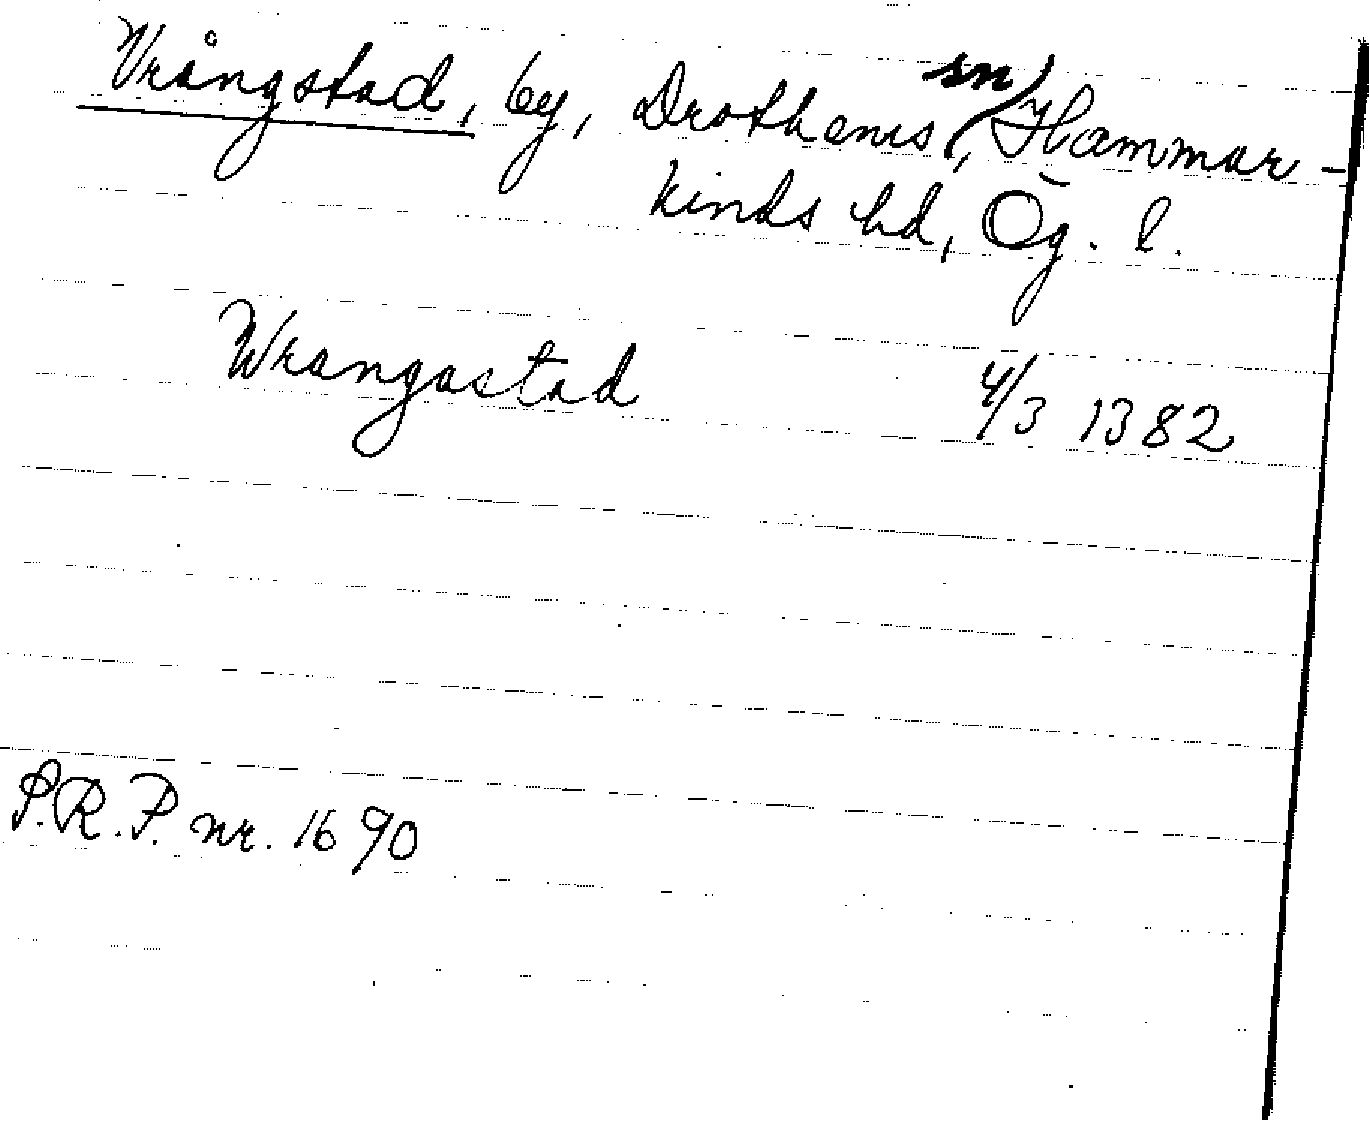 Vrångstad, by, Drothems sn, Hammar-
kinds hd, Ög. l.
Wrangastad 4/3 1382
S.R.P. nr. 1690